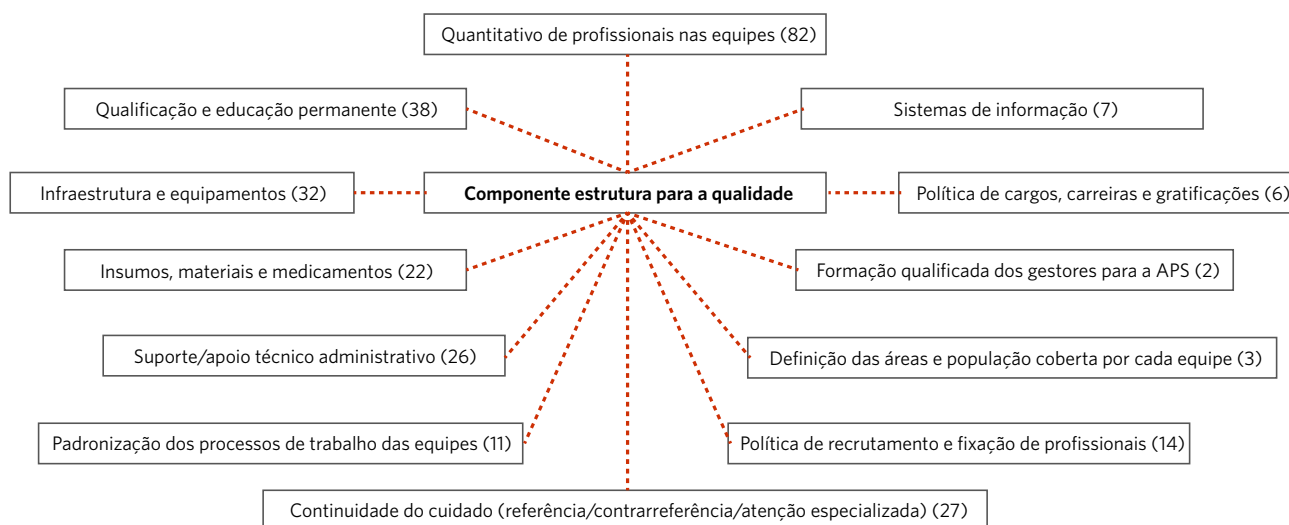 Quantitativo de profissionais nas equipes (82)
Qualificação e educação permanente (38)
Sistemas de informação (7)
Infraestrutura e equipamentos (32)
Componente estrutura para a qualidade
Política de cargos, carreiras e gratificações (6)
Insumos, materiais e medicamentos (22)
Formação qualificada dos gestores para a APS (2)
Suporte/apoio técnico administrativo (26)
Definição das áreas e população coberta por cada equipe (3)
Padronização dos processos de trabalho das equipes (11)
Política de recrutamento e fixação de profissionais (14)
Continuidade do cuidado (referência/contrarreferência/atenção especializada) (27)